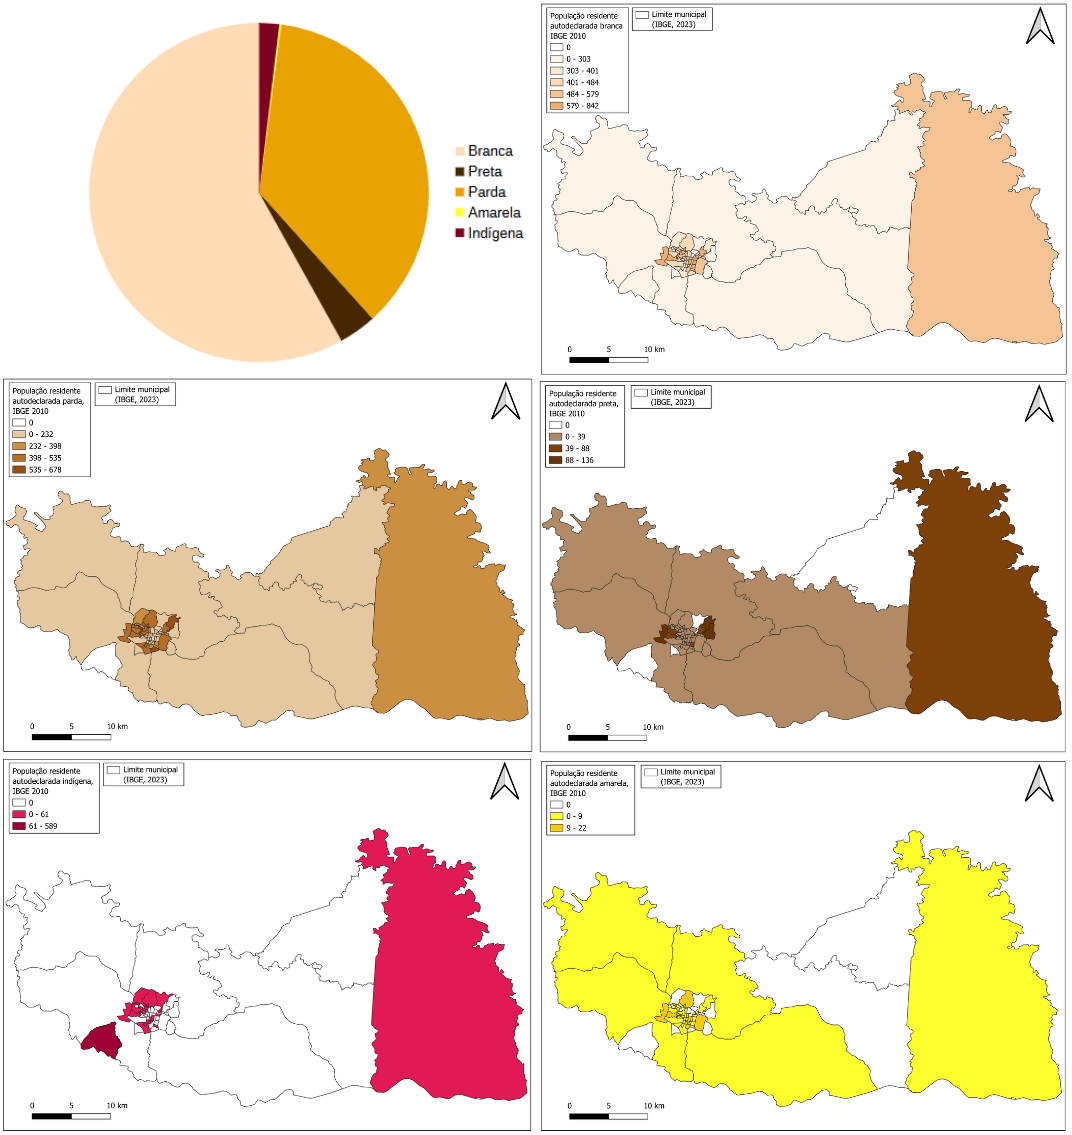 Branca
Preta
Parda
Amarela
Indígena
População residente
autodeclarada branca
IBGE 2010
0
0 - 303
303 - 401
401 - 484
484 - 579
579 - 842
Limite municipal
(IBGE, 2023)
0 5 10 km
População residente
autodeclarada parda,
IBGE 2010
0
0 - 232
232 - 398
398 - 535
535 - 678
Limite municipal
(IBGE, 2023)
0 5 10 km
População residente
autodeclarada preta,
IBGE 2010
0
0 - 39
39 - 88
88 - 136
Limite municipal
(IBGE, 2023)
0 5 10 km
População residente
autodeclarada indígena,
IBGE 2010
0
0 - 61
61 - 589
Limite municipal
(IBGE, 2023)
0 5 10 km
População residente
autodeclarada amarela,
IBGE 2010
0
0 - 9
9 - 22
Limite municipal
(IBGE, 2023)
0 5 10 km